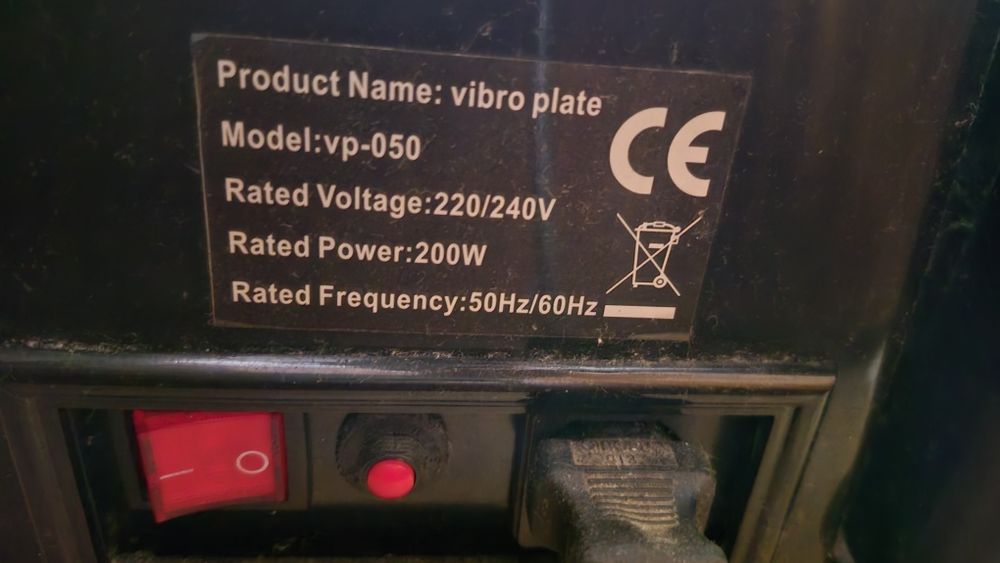 Product Name: vibro plate
Model:vp-050
Rated Voltage:220/240V
Rated Power:200W
Rated Frequency:50Hz/60Hz
CE